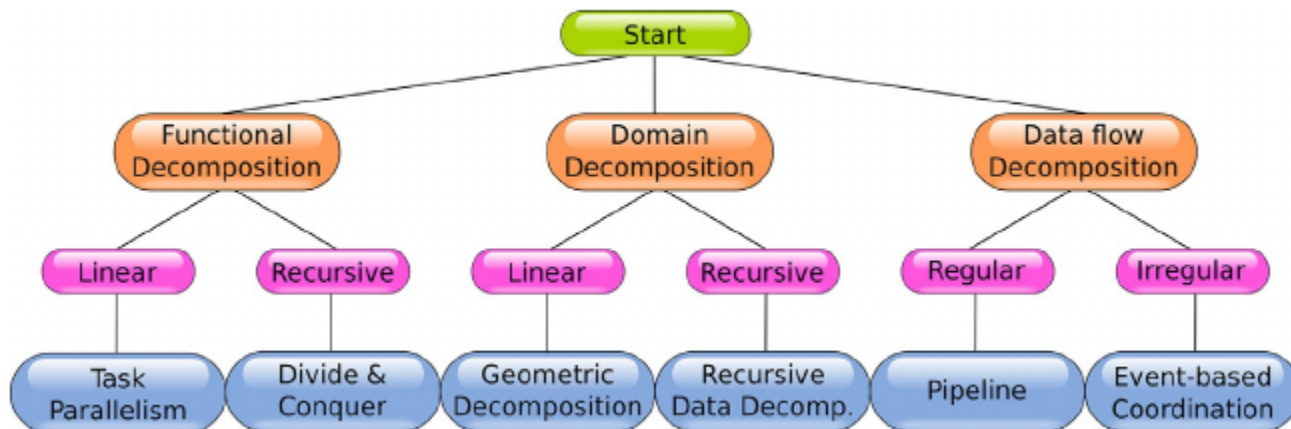 Start
Functional
Decomposition
Domain
Decomposition
Data flow
Decomposition
Linear
Recursive
Linear
Recursive
Regular
Irregular
Task
Parallelism
Divide &
Conquer
Geometric
Decomposition
Recursive
Data Decomp.
Pipeline
Event-based
Coordination